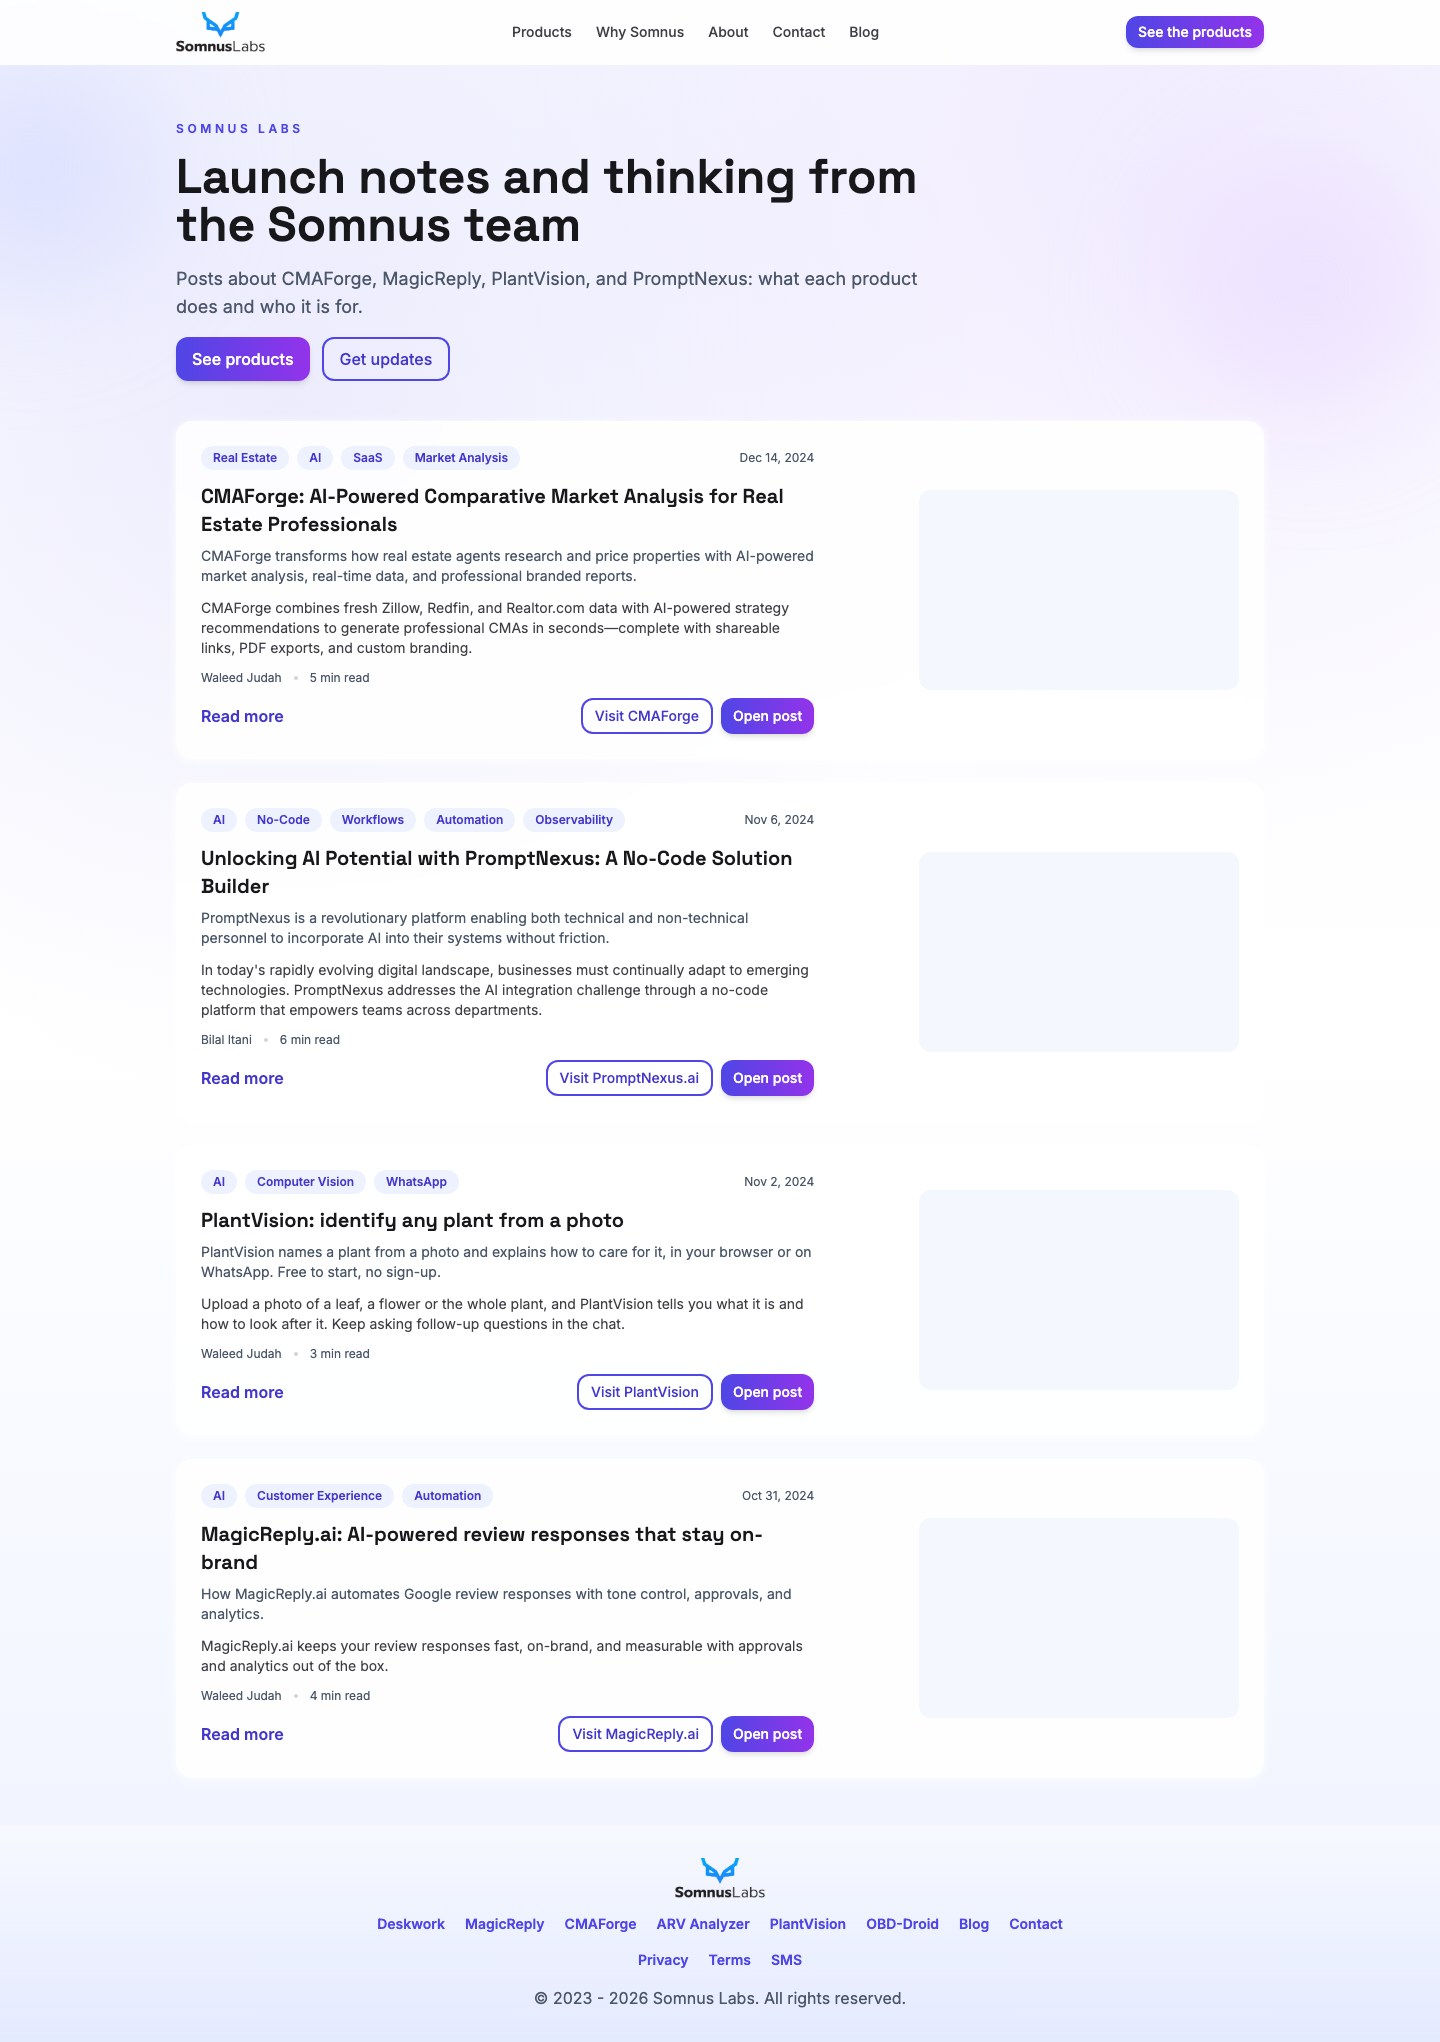 SomnusLabs
Products Why Somnus About Contact Blog
See the products
SOMNUS LABS
Launch notes and thinking from
the Somnus team
Posts about CMAForge, MagicReply, PlantVision, and PromptNexus: what each product
does and who it is for.
See products Get updates
Real Estate AI SaaS Market Analysis Dec 14, 2024
CMAForge: AI-Powered Comparative Market Analysis for Real
Estate Professionals
CMAForge transforms how real estate agents research and price properties with AI-powered
market analysis, real-time data, and professional branded reports.
CMAForge combines fresh Zillow, Redfin, and Realtor.com data with AI-powered strategy
recommendations to generate professional CMAs in seconds—complete with shareable
links, PDF exports, and custom branding.
Waleed Judah • 5 min read
Read more Visit CMAForge Open post
AI No-Code Workflows Automation Observability Nov 6, 2024
Unlocking AI Potential with PromptNexus: A No-Code Solution
Builder
PromptNexus is a revolutionary platform enabling both technical and non-technical
personnel to incorporate AI into their systems without friction.
In today's rapidly evolving digital landscape, businesses must continually adapt to emerging
technologies. PromptNexus addresses the AI integration challenge through a no-code
platform that empowers teams across departments.
Bilal Itani • 6 min read
Read more Visit PromptNexus.ai Open post
AI Computer Vision WhatsApp Nov 2, 2024
PlantVision: identify any plant from a photo
PlantVision names a plant from a photo and explains how to care for it, in your browser or on
WhatsApp. Free to start, no sign-up.
Upload a photo of a leaf, a flower or the whole plant, and PlantVision tells you what it is and
how to look after it. Keep asking follow-up questions in the chat.
Waleed Judah • 3 min read
Read more Visit PlantVision Open post
AI Customer Experience Automation Oct 31, 2024
MagicReply.ai: AI-powered review responses that stay on-
brand
How MagicReply.ai automates Google review responses with tone control, approvals, and
analytics.
MagicReply.ai keeps your review responses fast, on-brand, and measurable with approvals
and analytics out of the box.
Waleed Judah • 4 min read
Read more Visit MagicReply.ai Open post
SomnusLabs
Deskwork MagicReply CMAForge ARV Analyzer PlantVision OBD-Droid Blog Contact
Privacy Terms SMS
© 2023 - 2026 Somnus Labs. All rights reserved.